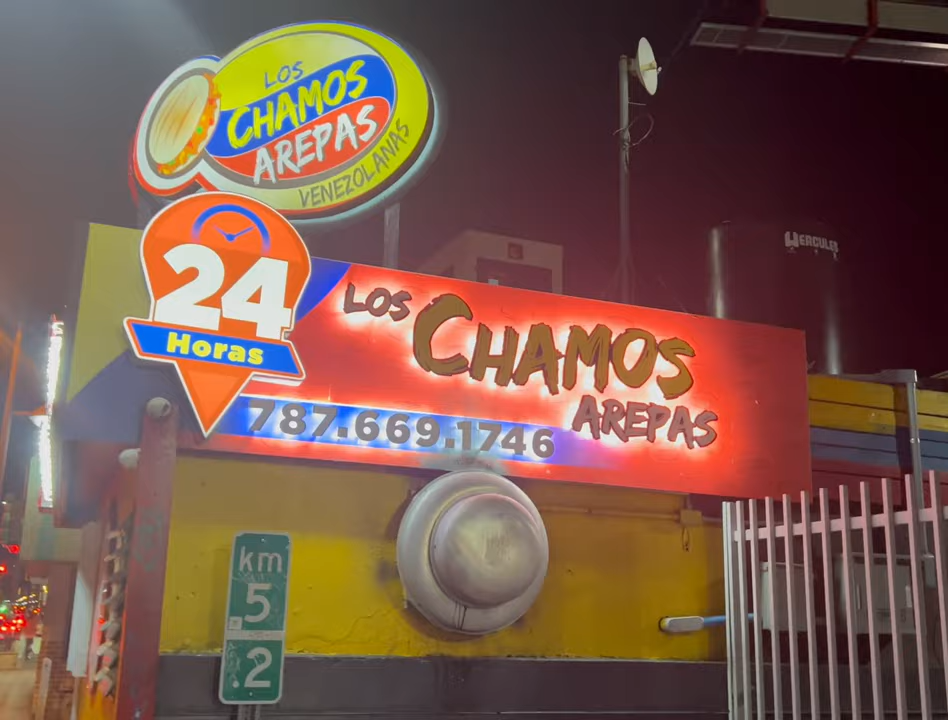 LOS
CHAMOS
AREPAS
VENEZOLANAS
24
Horas
LOS CHAMOS
AREPAS
787.669.1746
HERCULES
km
5
.2